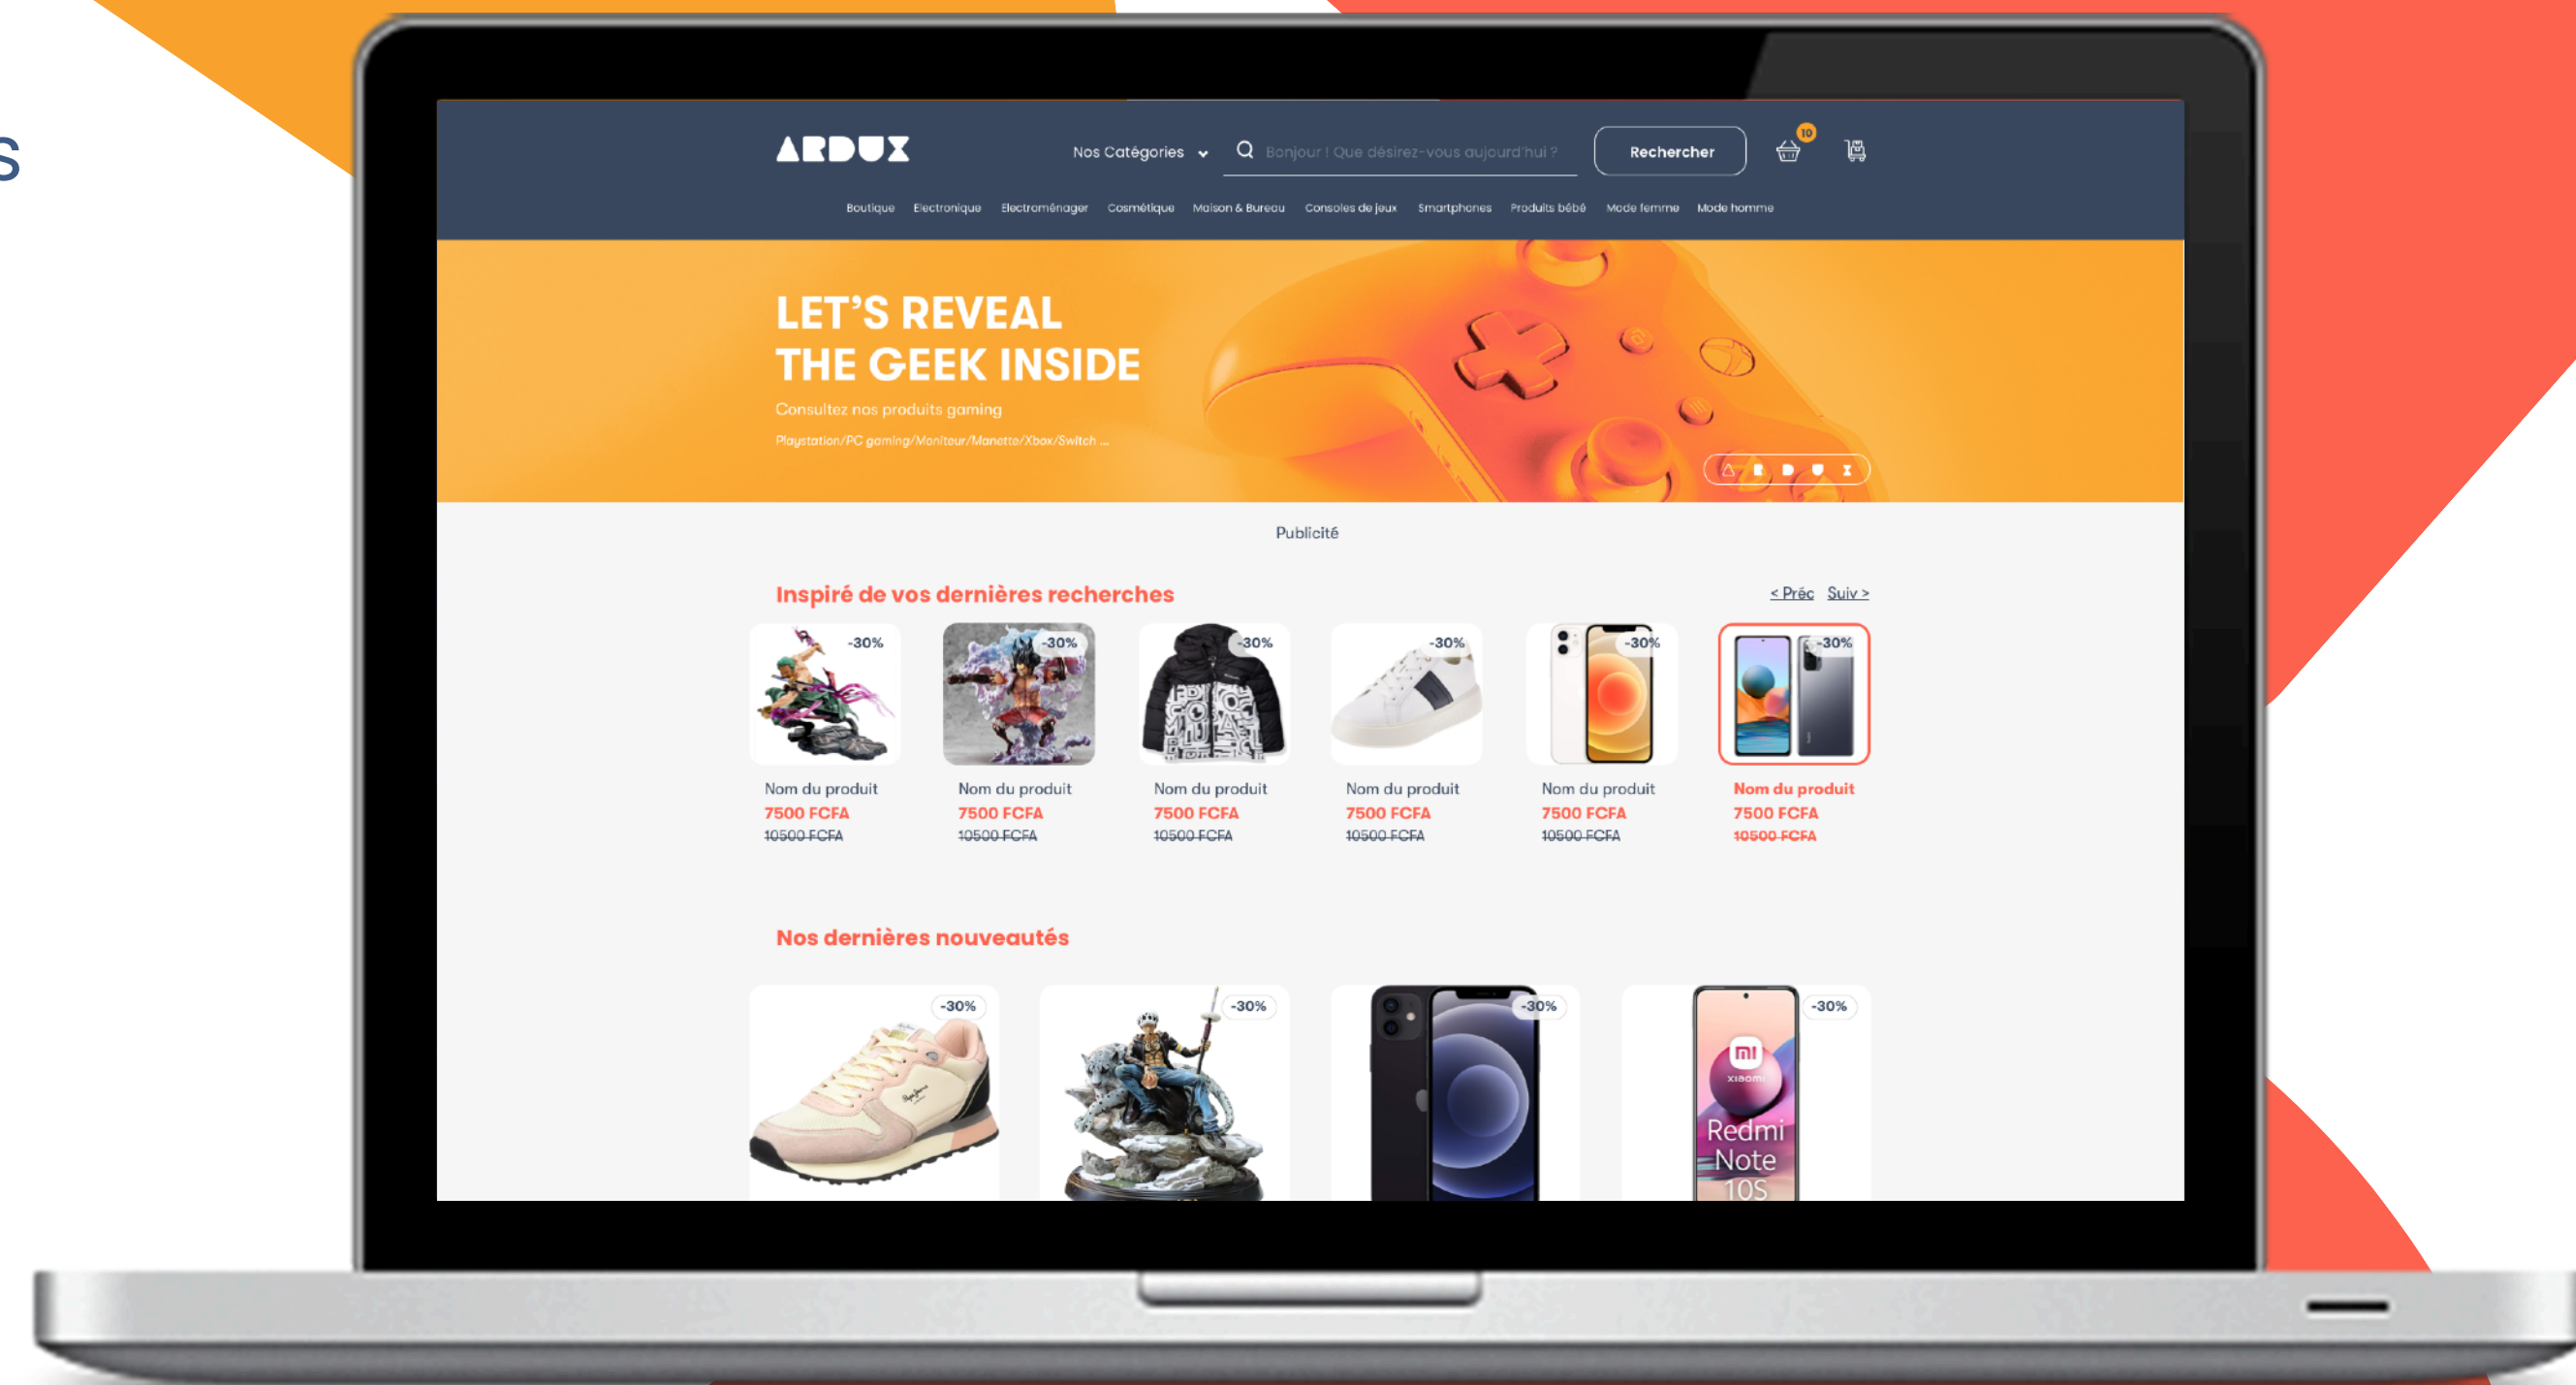 s
ARDUX
Nos Catégories
Bonjour ! Que désirez-vous aujourd'hui ?
Rechercher
10
Boutique Electronique Electroménager Cosmétique Maison & Bureau Consoles de jeux Smartphones Produits bébé Mode femme Mode homme
LET'S REVEAL
THE GEEK INSIDE
Consultez nos produits gaming
Playstation/PC gaming/Moniteur/Manette/Xbox/Switch ...
A R D U X
Publicité
Inspiré de vos dernières recherches
< Préc Suiv >
-30% -30% -30% -30% -30% -30%
Nom du produit Nom du produit Nom du produit Nom du produit Nom du produit Nom du produit
7500 FCFA 7500 FCFA 7500 FCFA 7500 FCFA 7500 FCFA 7500 FCFA
10500 FCFA 10500 FCFA 10500 FCFA 10500 FCFA 10500 FCFA 10500 FCFA
Nos dernières nouveautés
-30% -30% -30% -30%
Pepe Jeans
mi
xiaomi
Redmi
Note
10S